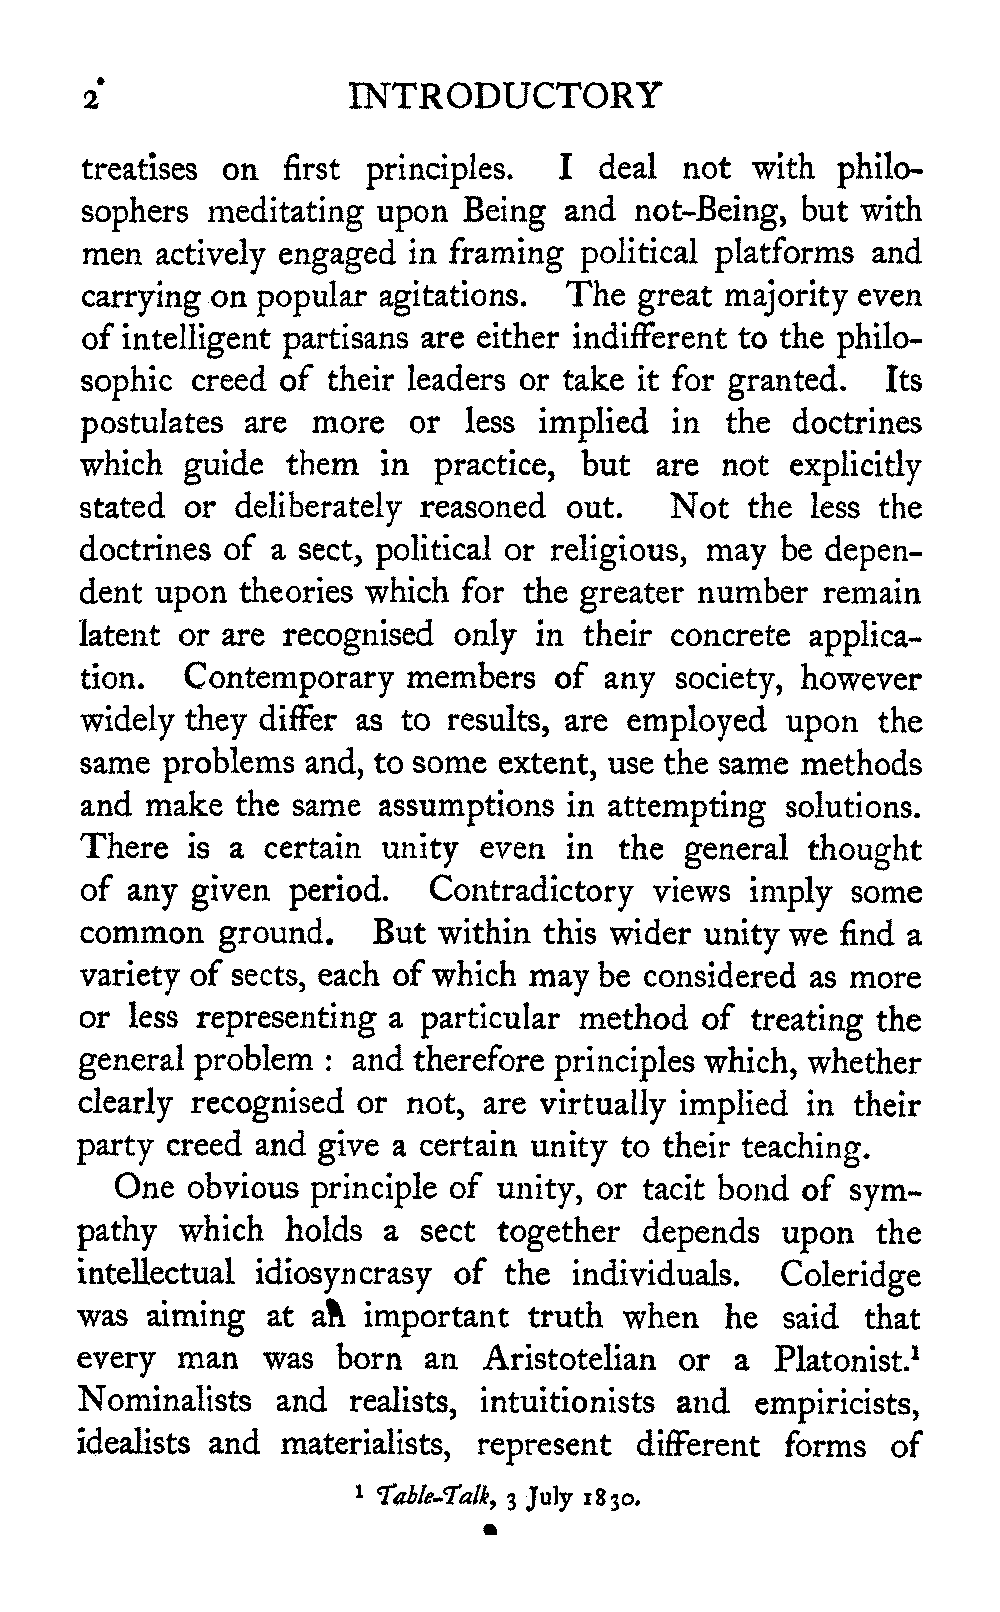 2 INTRODUCTORY
treatises on first principles. I deal not with philo-
sophers meditating upon Being and not-Being, but with
men actively engaged in framing political platforms and
carrying on popular agitations. The great majority even
of intelligent partisans are either indifferent to the philo-
sophic creed of their leaders or take it for granted. Its
postulates are more or less implied in the doctrines
which guide them in practice, but are not explicitly
stated or deliberately reasoned out. Not the less the
doctrines of a sect, political or religious, may be depen-
dent upon theories which for the greater number remain
latent or are recognised only in their concrete applica-
tion. Contemporary members of any society, however
widely they differ as to results, are employed upon the
same problems and, to some extent, use the same methods
and make the same assumptions in attempting solutions.
There is a certain unity even in the general thought
of any given period. Contradictory views imply some
common ground. But within this wider unity we find a
variety of sects, each of which may be considered as more
or less representing a particular method of treating the
general problem : and therefore principles which, whether
clearly recognised or not, are virtually implied in their
party creed and give a certain unity to their teaching.
One obvious principle of unity, or tacit bond of sym-
pathy which holds a sect together depends upon the
intellectual idiosyncrasy of the individuals. Coleridge
was aiming at an important truth when he said that
every man was born an Aristotelian or a Platonist.¹
Nominalists and realists, intuitionists and empiricists,
idealists and materialists, represent different forms of
¹ Table-Talk, 3 July 1830.